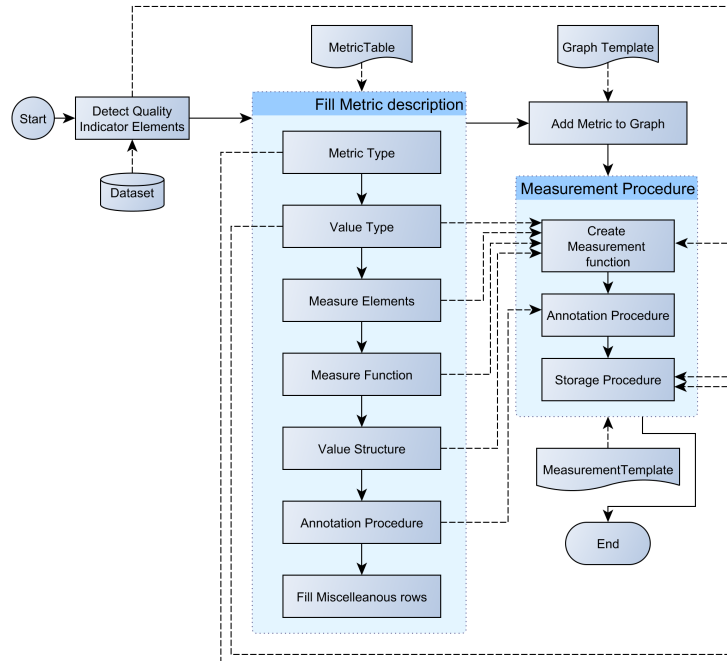 MetricTable
Graph Template
Start
Detect Quality
Indicator Elements
Dataset
Fill Metric description
Metric Type
Value Type
Measure Elements
Measure Function
Value Structure
Annotation Procedure
Fill Miscelleanous rows
Add Metric to Graph
Measurement Procedure
Create
Measurement
function
Annotation Procedure
Storage Procedure
MeasurementTemplate
End